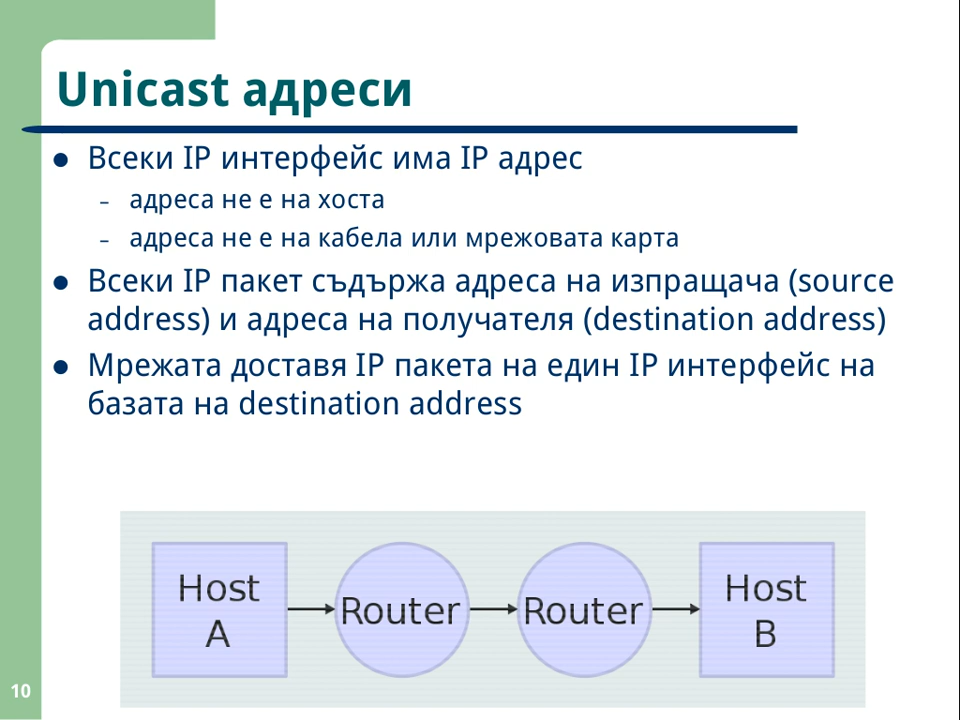 Unicast адреси
● Всеки IP интерфейс има IP адрес
– адреса не е на хоста
– адреса не е на кабела или мрежовата карта
● Всеки IP пакет съдържа адреса на изпращача (source
address) и адреса на получателя (destination address)
● Мрежата доставя IP пакета на един IP интерфейс на
базата на destination address
Host
A
Router
Router
Host
B
10